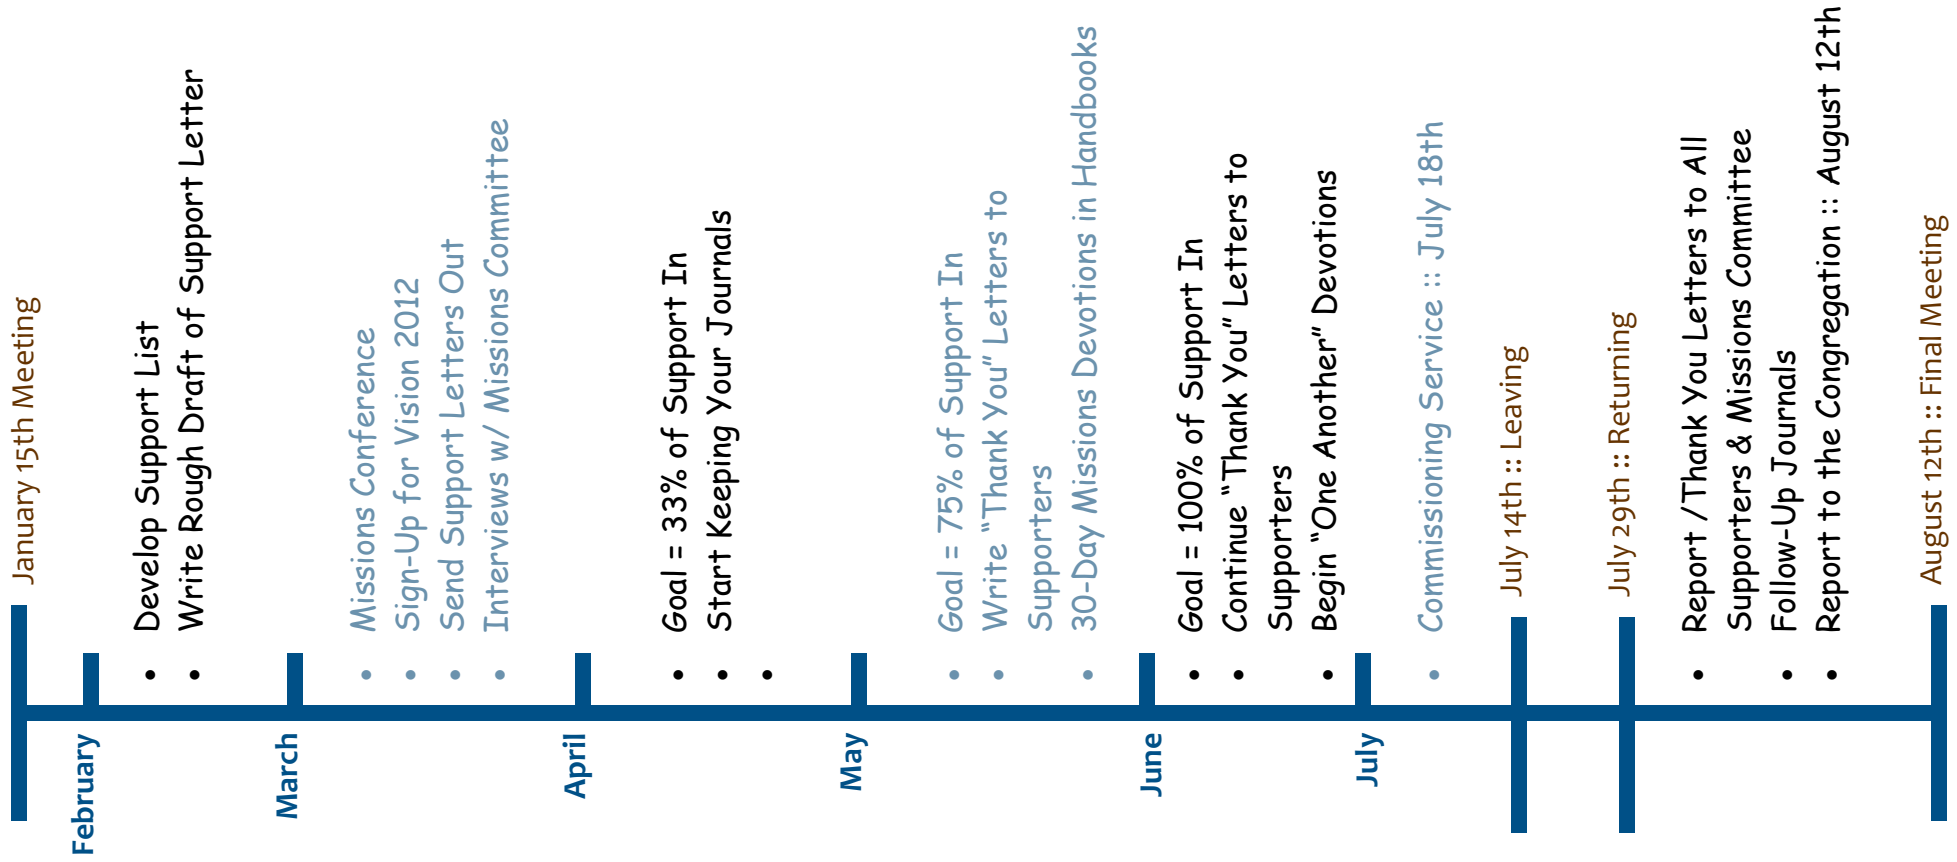 January 15th Meeting
February
• Develop Support List
• Write Rough Draft of Support Letter
March
• Missions Conference
• Sign-Up for Vision 2012
• Send Support Letters Out
• Interviews w/ Missions Committee
April
• Goal = 33% of Support In
• Start Keeping Your Journals
•
May
• Goal = 75% of Support In
• Write “Thank You” Letters to
Supporters
• 30-Day Missions Devotions in Handbooks
June
• Goal = 100% of Support In
• Continue “Thank You” Letters to
Supporters
• Begin “One Another” Devotions
July
• Commissioning Service :: July 18th
July 14th :: Leaving
July 29th :: Returning
• Report /Thank You Letters to All
Supporters & Missions Committee
• Follow-Up Journals
• Report to the Congregation :: August 12th
August 12th :: Final Meeting